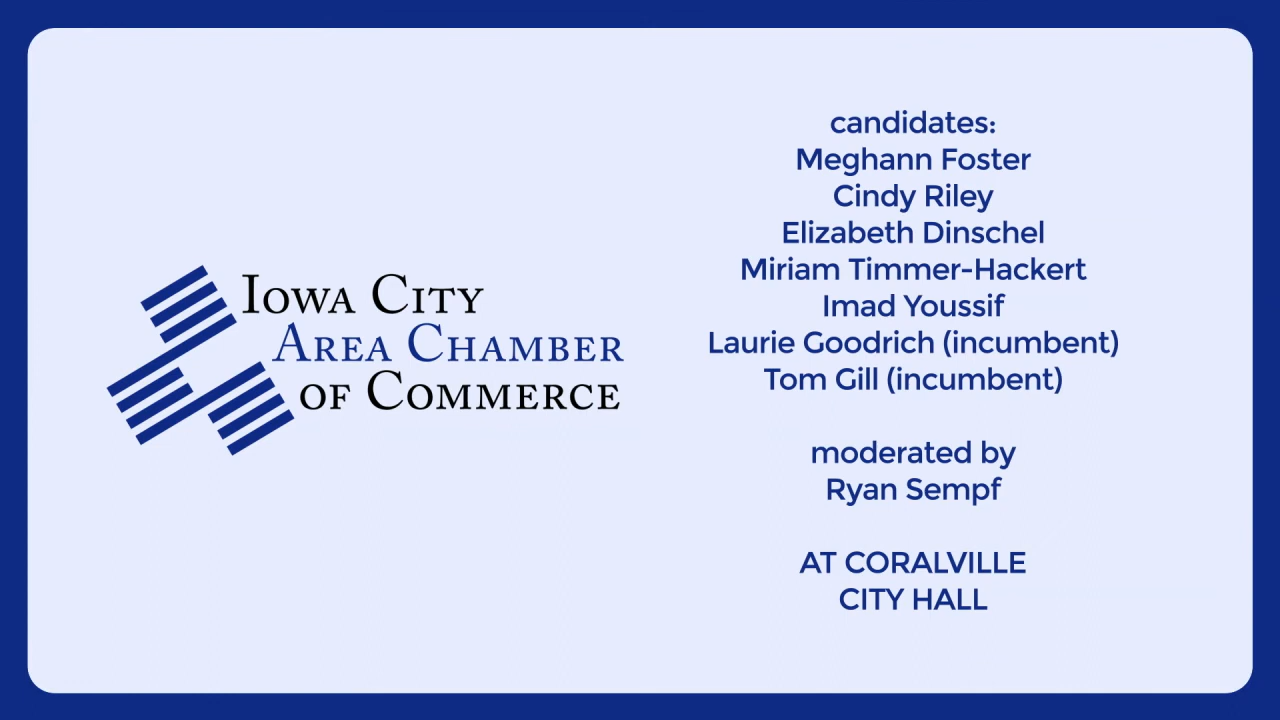 Iowa City
Area Chamber
of Commerce
candidates:
Meghann Foster
Cindy Riley
Elizabeth Dinschel
Miriam Timmer-Hackert
Imad Youssif
Laurie Goodrich (incumbent)
Tom Gill (incumbent)
moderated by
Ryan Sempf
AT CORALVILLE
CITY HALL